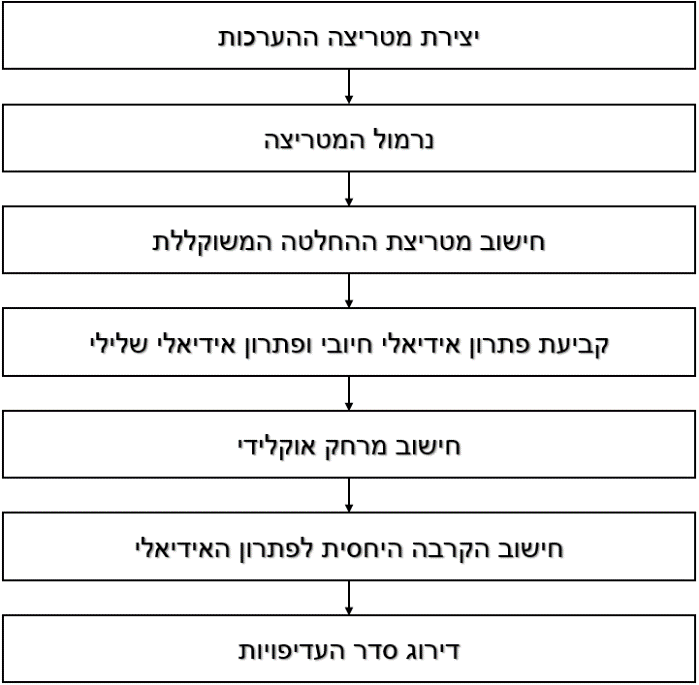 יצירת מטריצה ההערכות
נרמול המטריצה
חישוב מטריצת ההחלטה המשוקללת
קביעת פתרון אידיאלי חיובי ופתרון אידיאלי שלילי
חישוב מרחק אוקלידי
חישוב הקרבה היחסית לפתרון האידיאלי
דירוג סדר העדיפויות